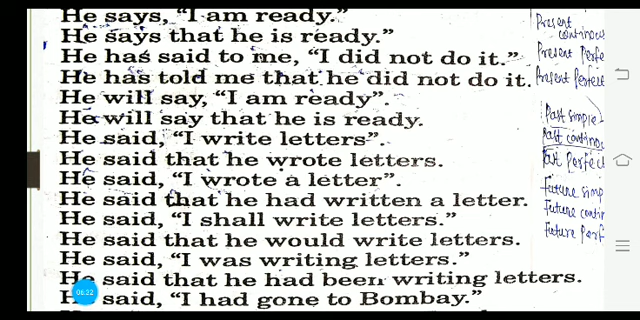 He says, "I am ready."
He says that he is ready."
He has said to me, "I did not do it."
He has told me that he did not do it.
He will say, "I am ready".
He will say that he is ready.
He said, "I write letters".
He said that he wrote letters.
He said, "I wrote a letter".
He said that he had written a letter.
He said, "I shall write letters."
He said that he would write letters.
He said, "I was writing letters."
He said that he had been writing letters.
He said, "I had gone to Bombay."
Present
continuous
Present Perfe
Present Perfect
Past simple
Past continuo
Past perfect
Future simp
Future contin
Future Perf
06:22